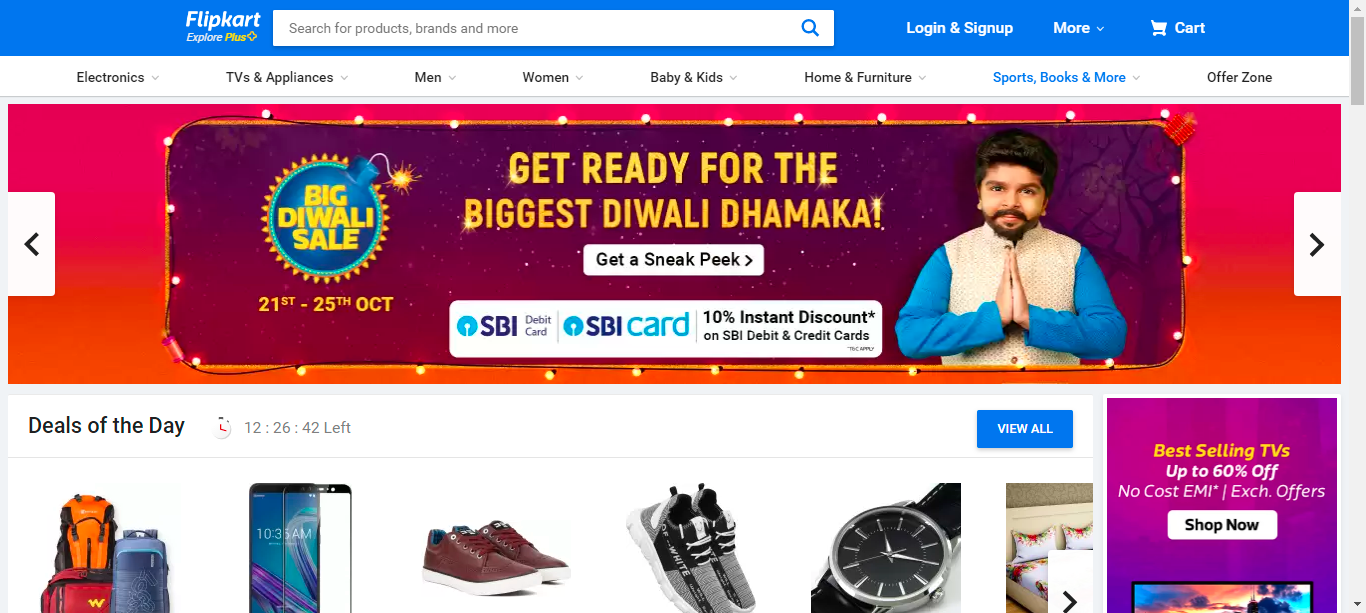 Flipkart
Explore Plus
Search for products, brands and more
Login & Signup
More
Cart
Electronics
TVs & Appliances
Men
Women
Baby & Kids
Home & Furniture
Sports, Books & More
Offer Zone
BIG
DIWALI
SALE
21ST - 25TH OCT
GET READY FOR THE
BIGGEST DIWALI DHAMAKA!
Get a Sneak Peek >
SBI Debit
Card
SBI card
10% Instant Discount*
on SBI Debit & Credit Cards
*T&C APPLY
Deals of the Day
12 : 26 : 42 Left
VIEW ALL
Best Selling TVs
Up to 60% Off
No Cost EMI* | Exch. Offers
Shop Now
10:35 AM
OFF-WHITE